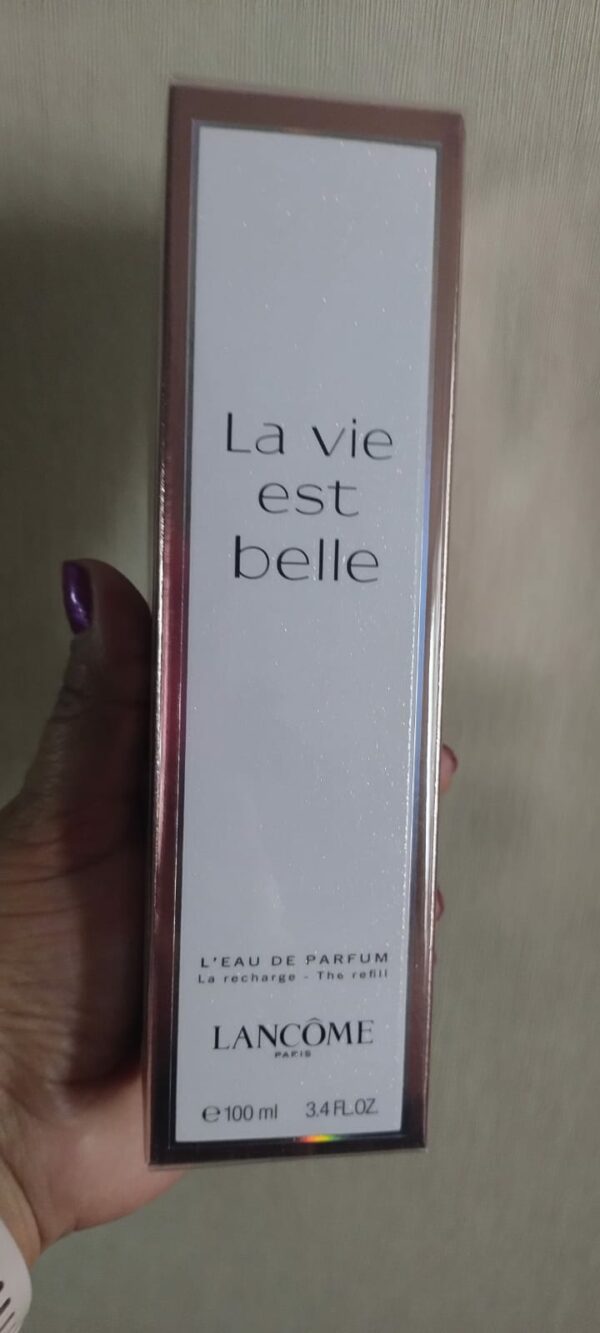 La vie
est
belle
L'EAU DE PARFUM
La recharge - The refill
LANCÔME
PARIS
e 100 ml 3.4 FL.OZ.